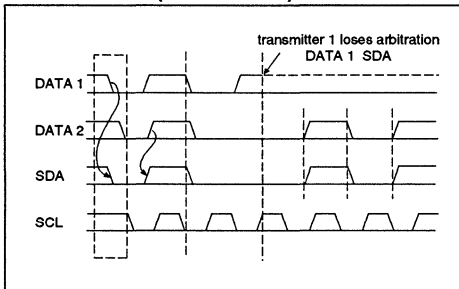 transmitter 1 loses arbitration
DATA 1 SDA
DATA 1
DATA 2
SDA
SCL